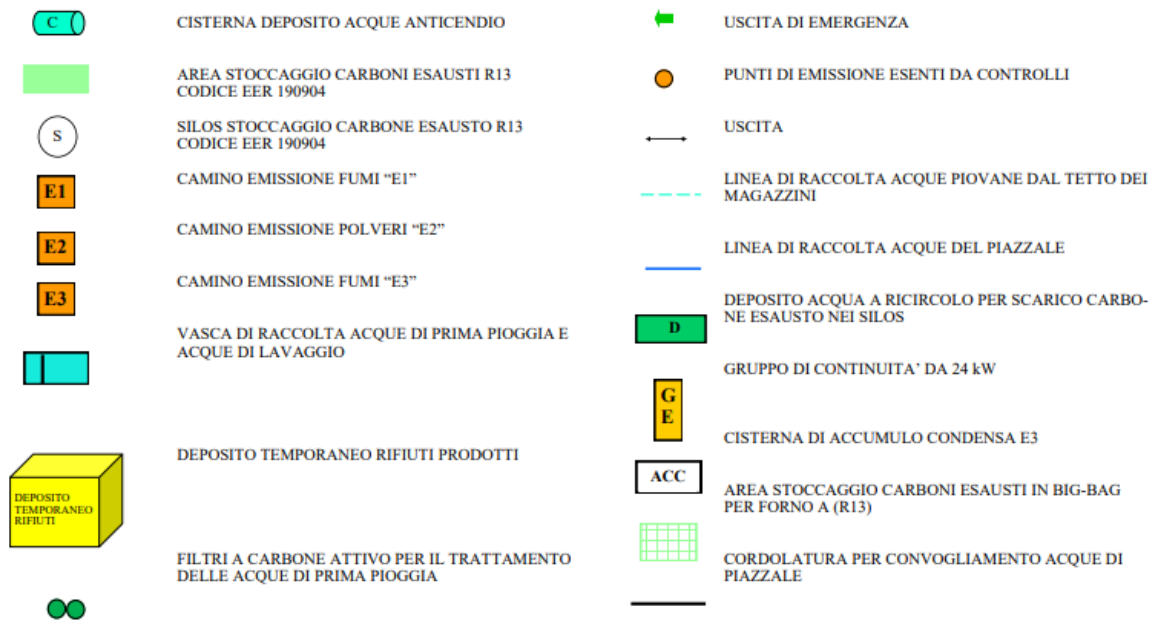 C CISTERNA DEPOSITO ACQUE ANTICENDIO
AREA STOCCAGGIO CARBONI ESAUSTI R13
CODICE EER 190904
S SILOS STOCCAGGIO CARBONE ESAUSTO R13
CODICE EER 190904
E1 CAMINO EMISSIONE FUMI “E1”
E2 CAMINO EMISSIONE POLVERI “E2”
E3 CAMINO EMISSIONE FUMI “E3”
VASCA DI RACCOLTA ACQUE DI PRIMA PIOGGIA E
ACQUE DI LAVAGGIO
DEPOSITO TEMPORANEO RIFIUTI PRODOTTI
DEPOSITO
TEMPORANEO
RIFIUTI
FILTRI A CARBONE ATTIVO PER IL TRATTAMENTO
DELLE ACQUE DI PRIMA PIOGGIA
USCITA DI EMERGENZA
PUNTI DI EMISSIONE ESENTI DA CONTROLLI
USCITA
LINEA DI RACCOLTA ACQUE PIOVANE DAL TETTO DEI
MAGAZZINI
LINEA DI RACCOLTA ACQUE DEL PIAZZALE
DEPOSITO ACQUA A RICIRCOLO PER SCARICO CARBO-
NE ESAUSTO NEI SILOS
D
GRUPPO DI CONTINUITA’ DA 24 kW
G
E
CISTERNA DI ACCUMULO CONDENSA E3
ACC
AREA STOCCAGGIO CARBONI ESAUSTI IN BIG-BAG
PER FORNO A (R13)
CORDOLATURA PER CONVOGLIAMENTO ACQUE DI
PIAZZALE